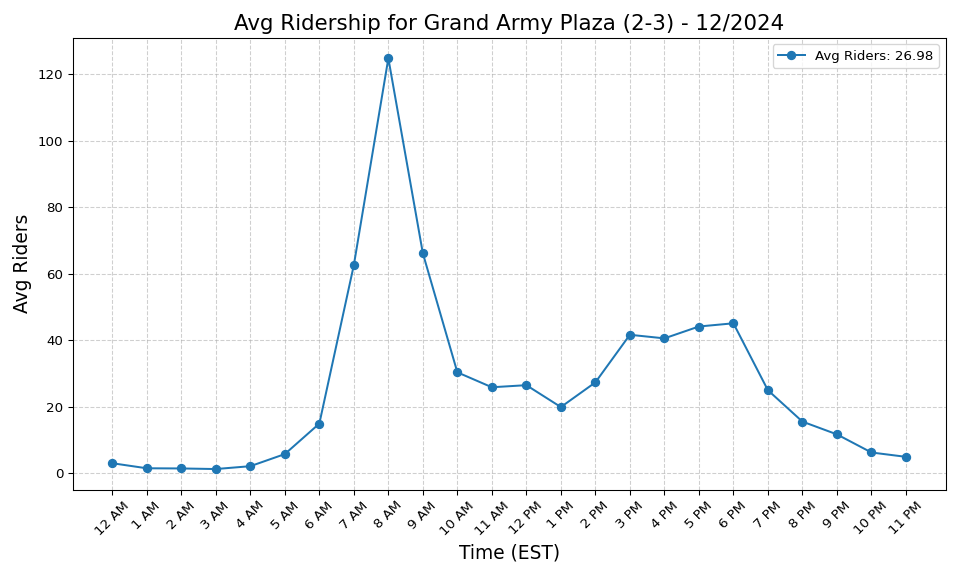 Avg Ridership for Grand Army Plaza (2-3) - 12/2024
Avg Riders: 26.98
Avg Riders
120
100
80
60
40
20
0
12 AM
1 AM
2 AM
3 AM
4 AM
5 AM
6 AM
7 AM
8 AM
9 AM
10 AM
11 AM
12 PM
1 PM
2 PM
3 PM
4 PM
5 PM
6 PM
7 PM
8 PM
9 PM
10 PM
11 PM
Time (EST)